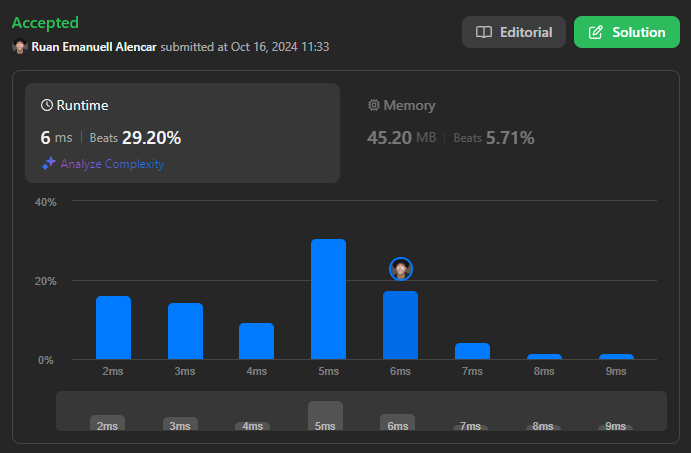 Accepted
Ruan Emanuell Alencar submitted at Oct 16, 2024 11:33
Editorial
Solution
Runtime
6 ms | Beats 29.20%
Analyze Complexity
Memory
45.20 MB | Beats 5.71%
40%
20%
0%
2ms 3ms 4ms 5ms 6ms 7ms 8ms 9ms
2ms 3ms 4ms 5ms 6ms 7ms 8ms 9ms